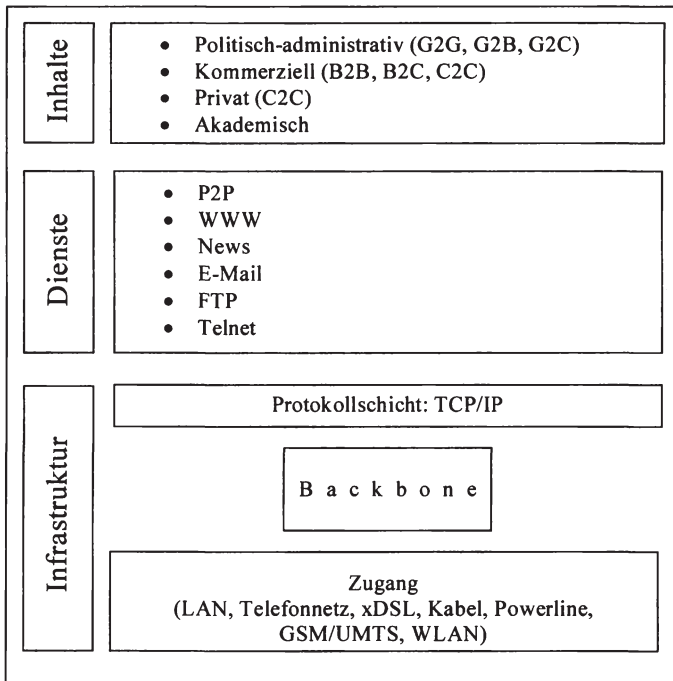 Inhalte
• Politisch-administrativ (G2G, G2B, G2C)
• Kommerziell (B2B, B2C, C2C)
• Privat (C2C)
• Akademisch
Dienste
• P2P
• WWW
• News
• E-Mail
• FTP
• Telnet
Infrastruktur
Protokollschicht: TCP/IP
B a c k b o n e
Zugang
(LAN, Telefonnetz, xDSL, Kabel, Powerline,
GSM/UMTS, WLAN)